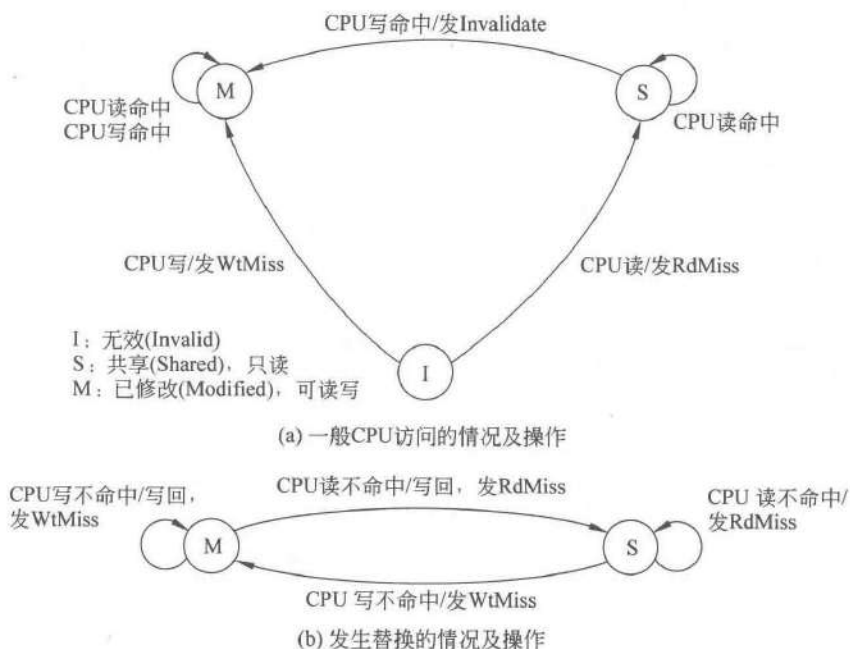 CPU写命中/发Invalidate
M
S
CPU读命中
CPU写命中
CPU读命中
CPU写/发WtMiss
CPU读/发RdMiss
I：无效(Invalid)
S：共享(Shared)，只读
M：已修改(Modified)，可读写
I
(a) 一般CPU访问的情况及操作
CPU写不命中/写回，
发WtMiss
CPU读不命中/写回，发RdMiss
CPU 读不命中/
发RdMiss
M
S
CPU 写不命中/发WtMiss
(b) 发生替换的情况及操作